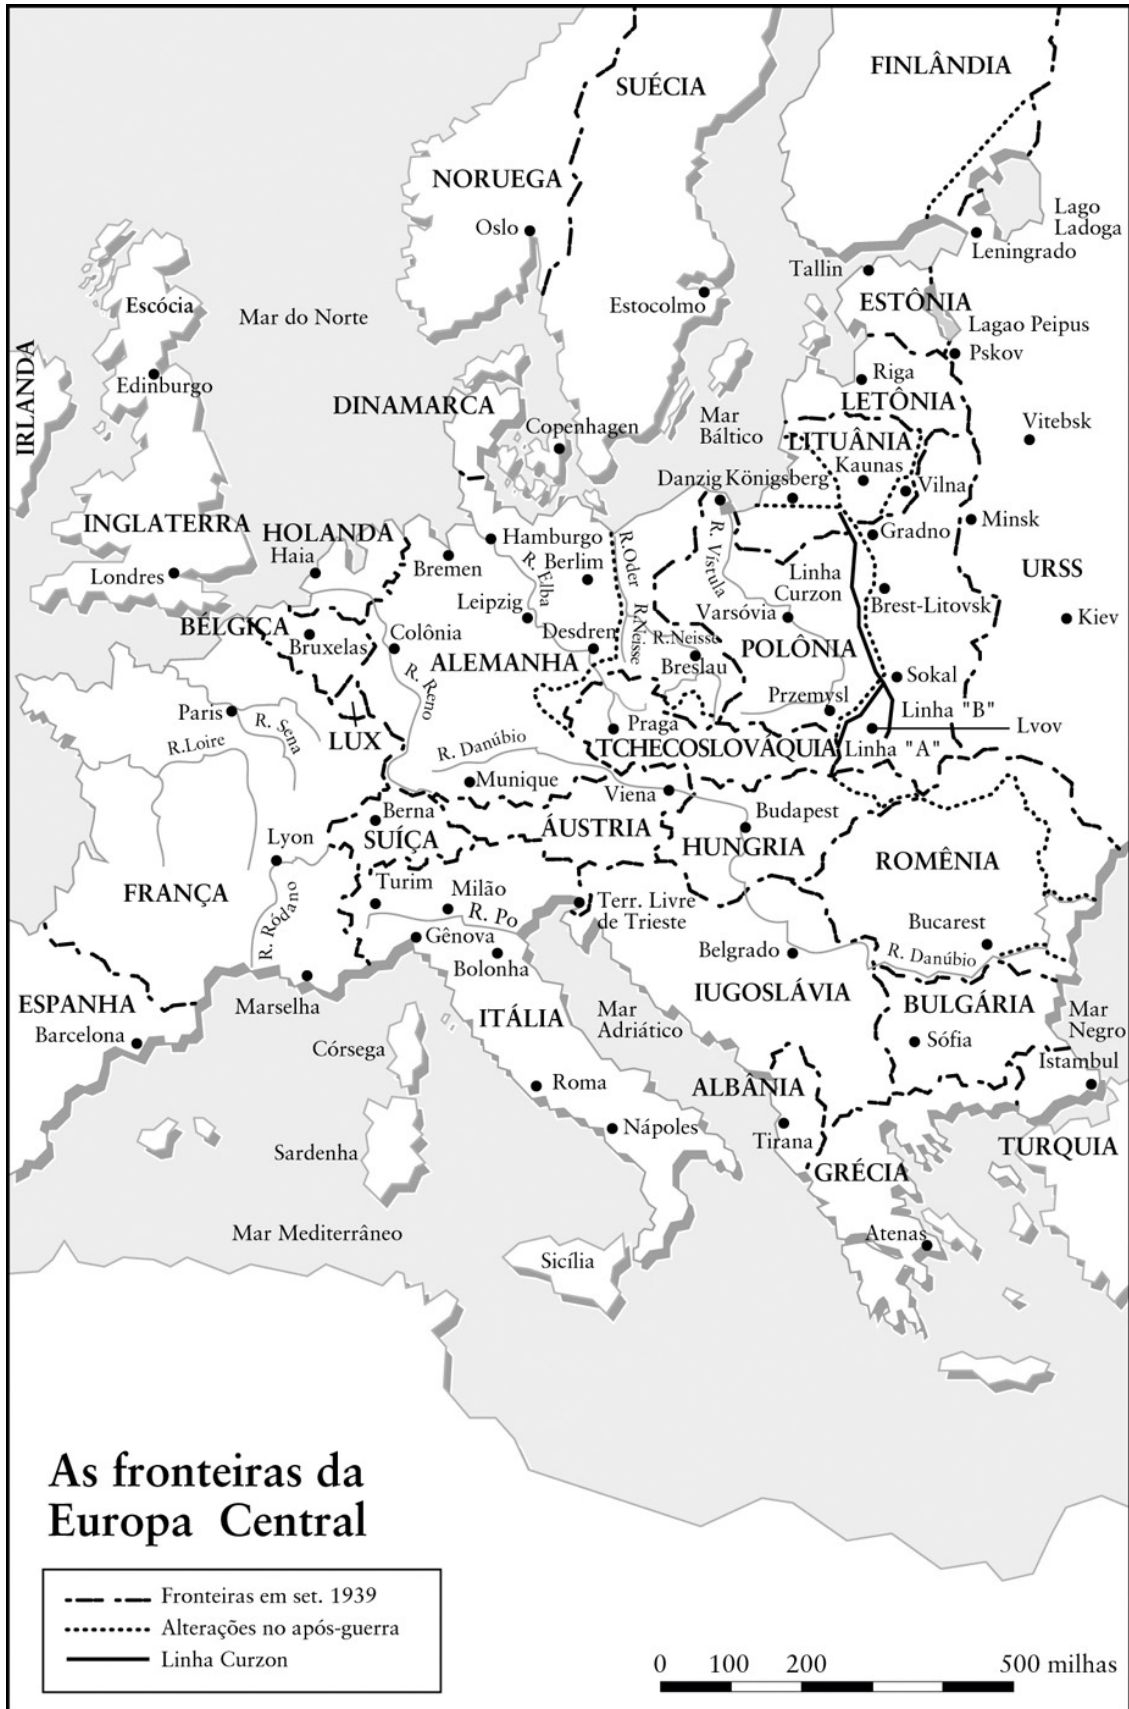 SUÉCIA
FINLÂNDIA
NORUEGA
Oslo
Lago
Ladoga
Leningrado
Tallin
ESTÔNIA
Estocolmo
Escócia
Mar do Norte
Lagao Peipus
Pskov
IRLANDA
Edinburgo
Riga
LETÔNIA
DINAMARCA
Copenhagen
Mar
Báltico
Vitebsk
LITUÂNIA
Kaunas
Vilna
Danzig
Königsberg
INGLATERRA
HOLANDA
Haia
Londres
Hamburgo
Bremen
Berlim
R. Elba
R.Oder
R. Vístula
Gradno
Minsk
Linha
Curzon
URSS
Leipzig
R.Neisse
Varsóvia
Brest-Litovsk
Kiev
BÉLGICA
Bruxelas
Colônia
ALEMANHA
Desdren
R.Neisse
Breslau
POLÔNIA
R. Reno
Sokal
Przemysl
Linha "B"
Paris
R. Sena
R.Loire
LUX
Praga
TCHECOSLOVÁQUIA
Linha "A"
Lvov
R. Danúbio
Munique
Viena
Berna
SUÍÇA
ÁUSTRIA
Budapest
HUNGRIA
ROMÊNIA
Lyon
FRANÇA
R. Ródano
Turim
Milão
R. Po
Terr. Livre
de Trieste
Bucarest
Gênova
Bolonha
Belgrado
R. Danúbio
ESPANHA
Barcelona
Marselha
ITÁLIA
Mar
Adriático
IUGOSLÁVIA
BULGÁRIA
Sófia
Mar
Negro
Istambul
Córsega
Roma
ALBÂNIA
Tirana
Nápoles
Sardenha
GRÉCIA
TURQUIA
Mar Mediterrâneo
Sicília
Atenas
As fronteiras da
Europa Central
Fronteiras em set. 1939
Alterações no após-guerra
Linha Curzon
0 100 200 500 milhas